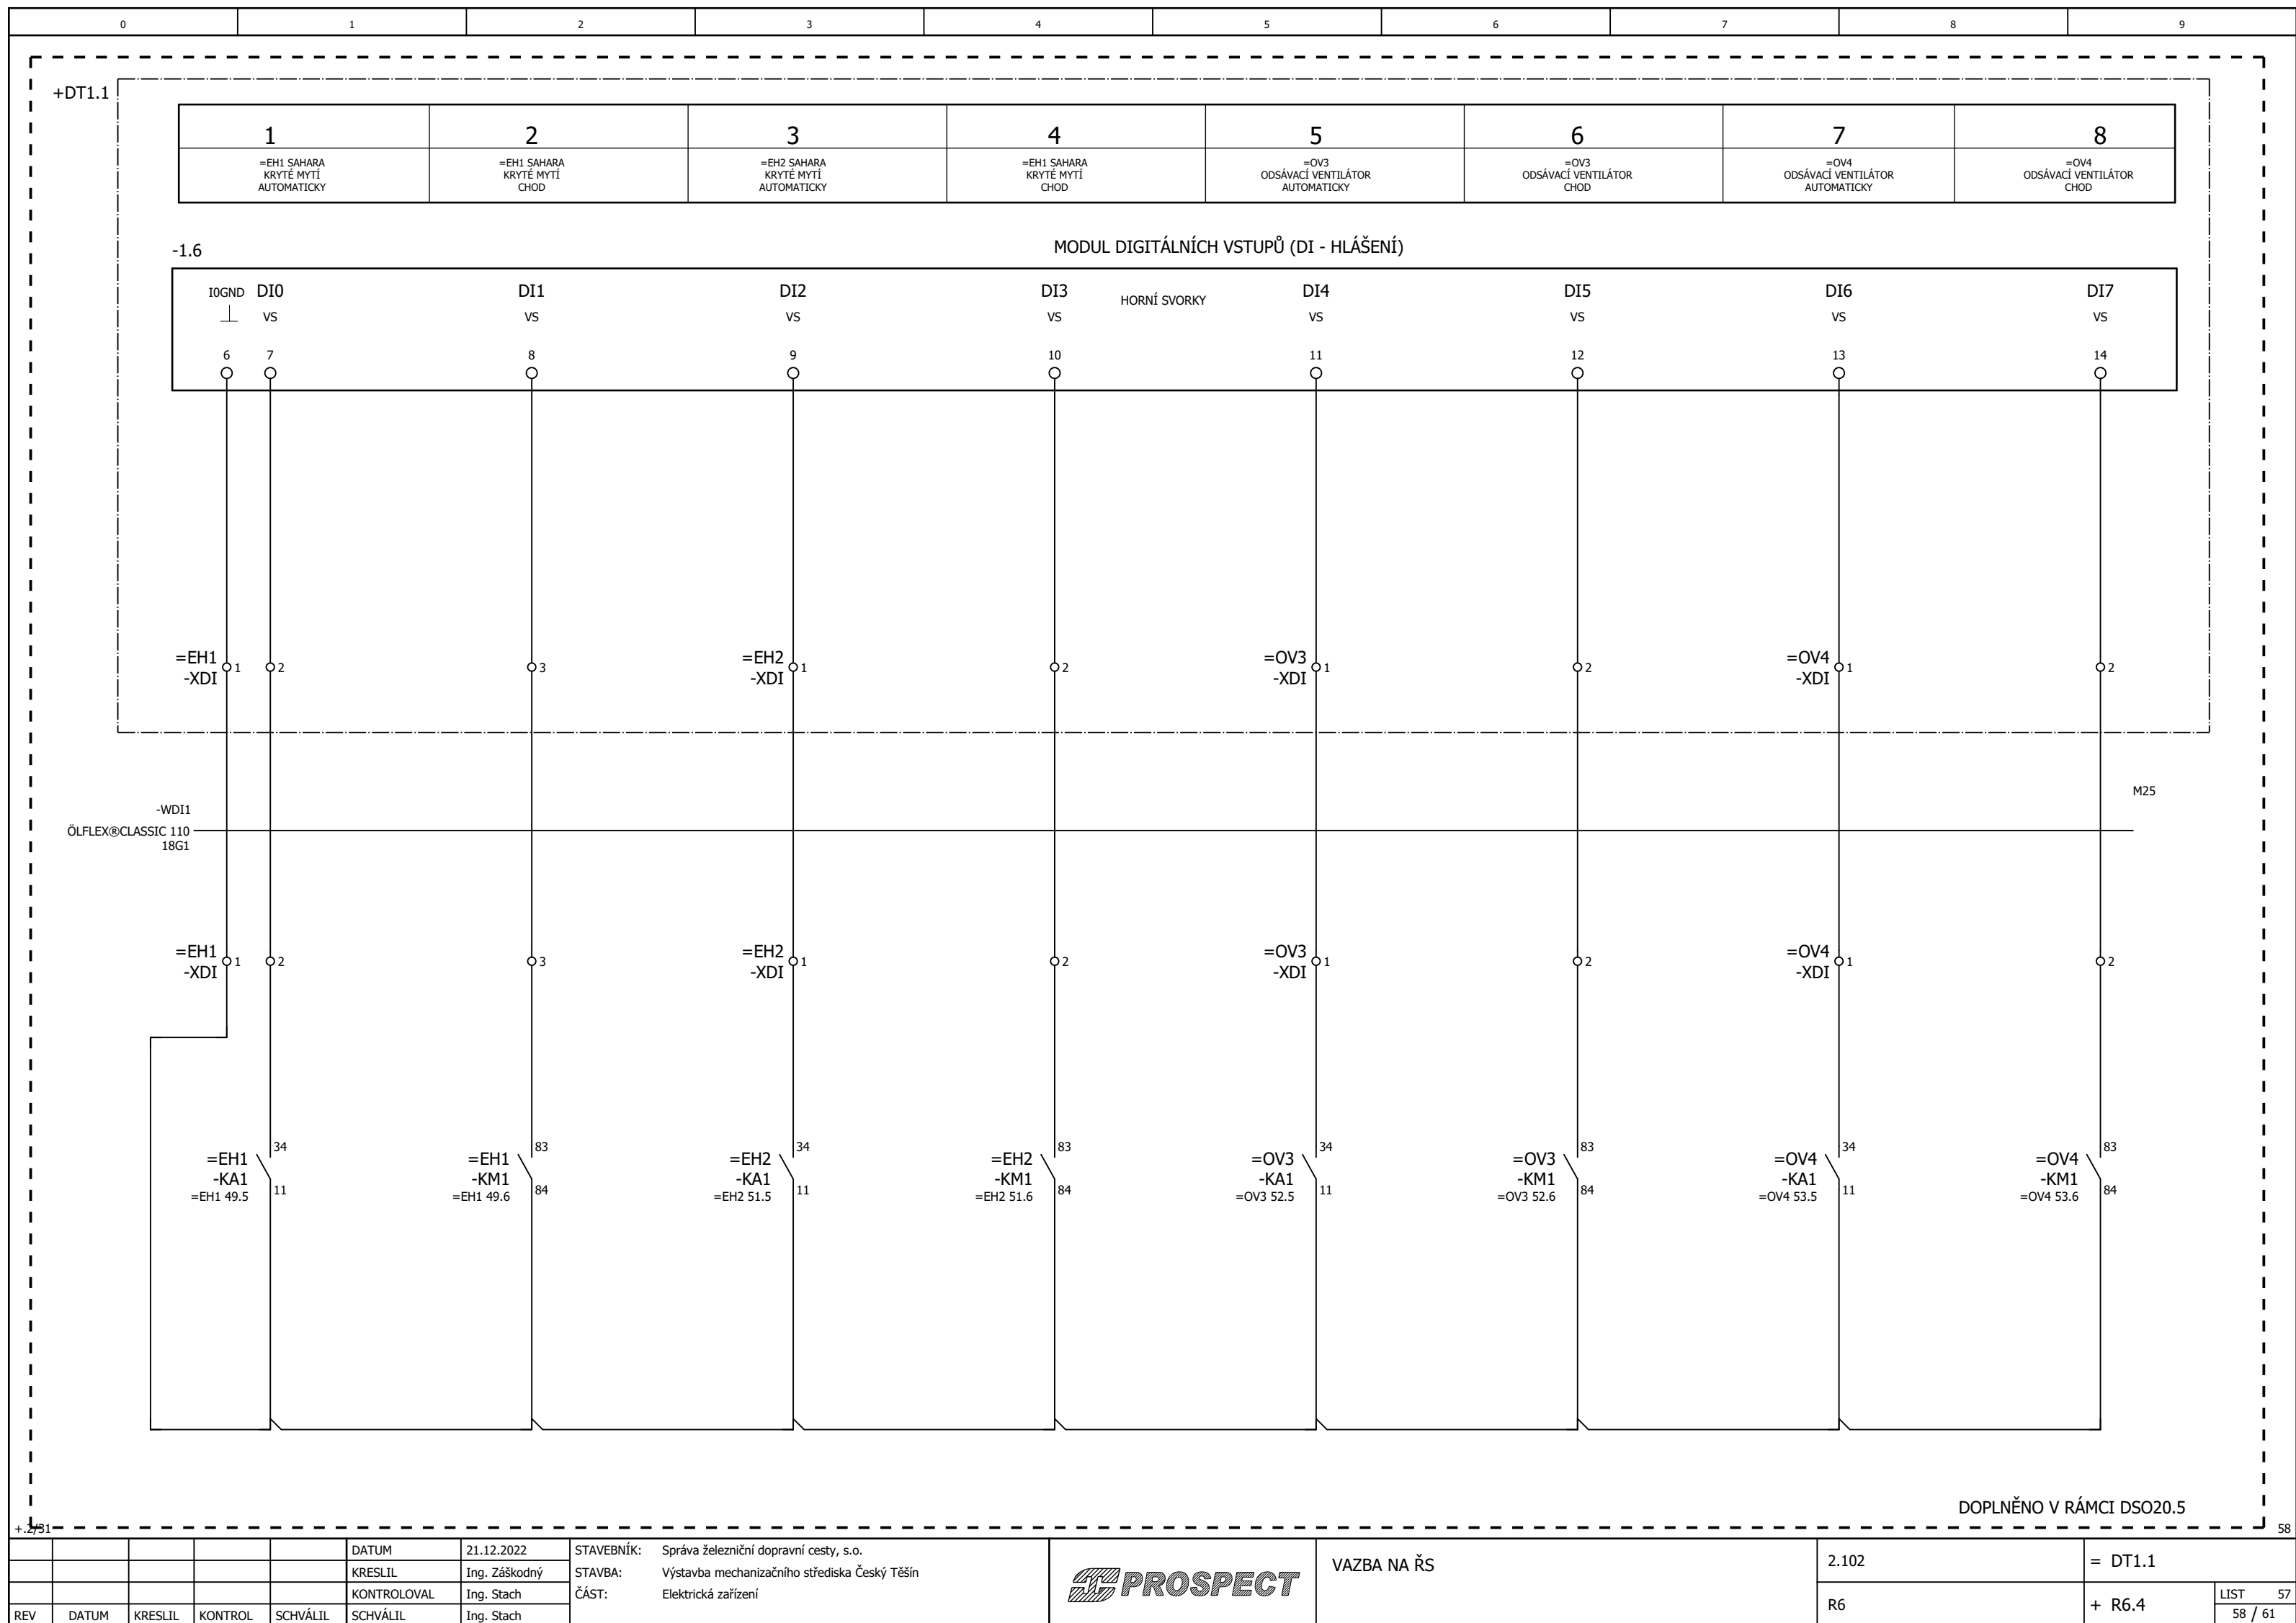 0 1 2 3 4 5 6 7 8 9
+DT1.1
1 2 3 4 5 6 7 8
=EH1 SAHARA =EH1 SAHARA =EH2 SAHARA =EH1 SAHARA =OV3 =OV3 =OV4 =OV4
KRYTÉ MYTÍ KRYTÉ MYTÍ KRYTÉ MYTÍ KRYTÉ MYTÍ ODSÁVACÍ VENTILÁTOR ODSÁVACÍ VENTILÁTOR ODSÁVACÍ VENTILÁTOR ODSÁVACÍ VENTILÁTOR
AUTOMATICKY CHOD AUTOMATICKY CHOD AUTOMATICKY CHOD AUTOMATICKY CHOD
-1.6 MODUL DIGITÁLNÍCH VSTUPŮ (DI - HLÁŠENÍ)
I0GND DI0 DI1 DI2 DI3 HORNÍ SVORKY DI4 DI5 DI6 DI7
VS VS VS VS VS VS VS VS
6 7 8 9 10 11 12 13 14
=EH1 =EH2 =OV3 =OV4
1 2 3 1 2 1 2 1 2
-XDI -XDI -XDI -XDI
M25
-WDI1
ÖLFLEX®CLASSIC 110
18G1
=EH1 =EH2 =OV3 =OV4
1 2 3 1 2 1 2 1 2
-XDI -XDI -XDI -XDI
34 83 34 83 34 83 34 83
=EH1 =EH1 =EH2 =EH2 =OV3 =OV3 =OV4 =OV4
-KA1 -KM1 -KA1 -KM1 -KA1 -KM1 -KA1 -KM1
11 84 11 84 11 84 11 84
=EH1 49.5 =EH1 49.6 =EH2 51.5 =EH2 51.6 =OV3 52.5 =OV3 52.6 =OV4 53.5 =OV4 53.6
DOPLNĚNO V RÁMCI DSO20.5
+.2/31 58
DATUM 21.12.2022 STAVEBNÍK: Správa železniční dopravní cesty, s.o.
KRESLIL Ing. Záškodný STAVBA: Výstavba mechanizačního střediska Český Těšín
KONTROLOVAL Ing. Stach ČÁST: Elektrická zařízení
REV DATUM KRESLIL KONTROL SCHVÁLIL SCHVÁLIL Ing. Stach
PROSPECT
VAZBA NA ŘS
2.102 = DT1.1
R6 + R6.4
LIST 57
58 / 61